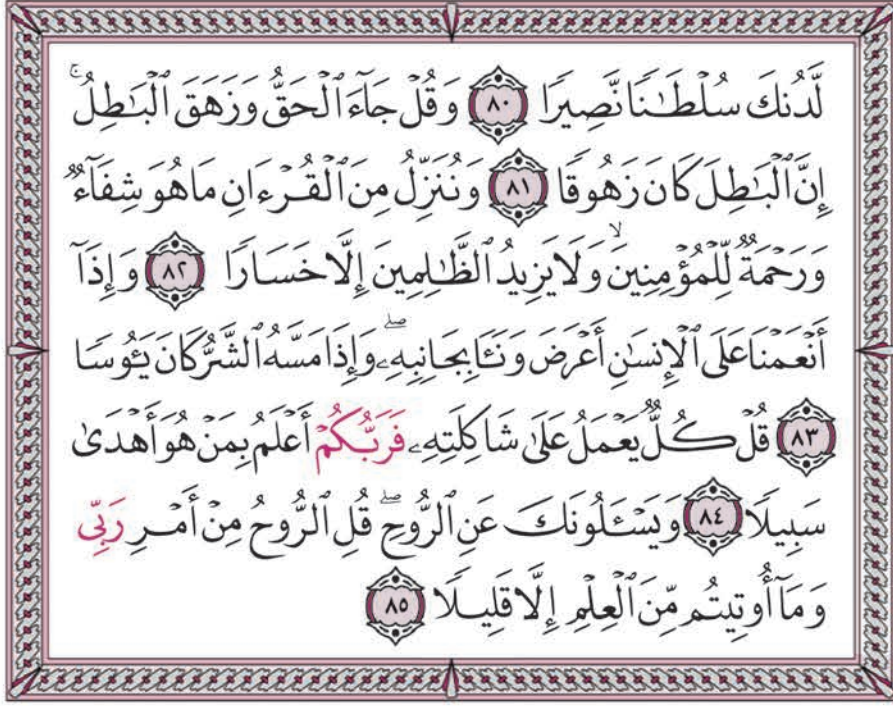 لَّدُنكَ سُلْطَـٰنًا نَّصِيرًا ٨٠ وَقُلْ جَآءَ ٱلْحَقُّ وَزَهَقَ ٱلْبَـٰطِلُ ۚ
إِنَّ ٱلْبَـٰطِلَ كَانَ زَهُوقًا ٨١ وَنُنَزِّلُ مِنَ ٱلْقُرْءَانِ مَا هُوَ شِفَآءٌ
وَرَحْمَةٌ لِّلْمُؤْمِنِينَ ۙ وَلَا يَزِيدُ ٱلظَّـٰلِمِينَ إِلَّا خَسَارًا ٨٢ وَإِذَآ
أَنْعَمْنَا عَلَى ٱلْإِنسَـٰنِ أَعْرَضَ وَنَـَٔا بِجَانِبِهِۦ ۖ وَإِذَا مَسَّهُ ٱلشَّرُّ كَانَ يَـُٔوسًا
٨٣ قُلْ كُلٌّ يَعْمَلُ عَلَىٰ شَاكِلَتِهِۦ فَرَبُّكُمْ أَعْلَمُ بِمَنْ هُوَ أَهْدَىٰ
سَبِيلًا ٨٤ وَيَسْـَٔلُونَكَ عَنِ ٱلرُّوحِ ۖ قُلِ ٱلرُّوحُ مِنْ أَمْرِ رَبِّى
وَمَآ أُوتِيتُم مِّنَ ٱلْعِلْمِ إِلَّا قَلِيلًا ٨٥